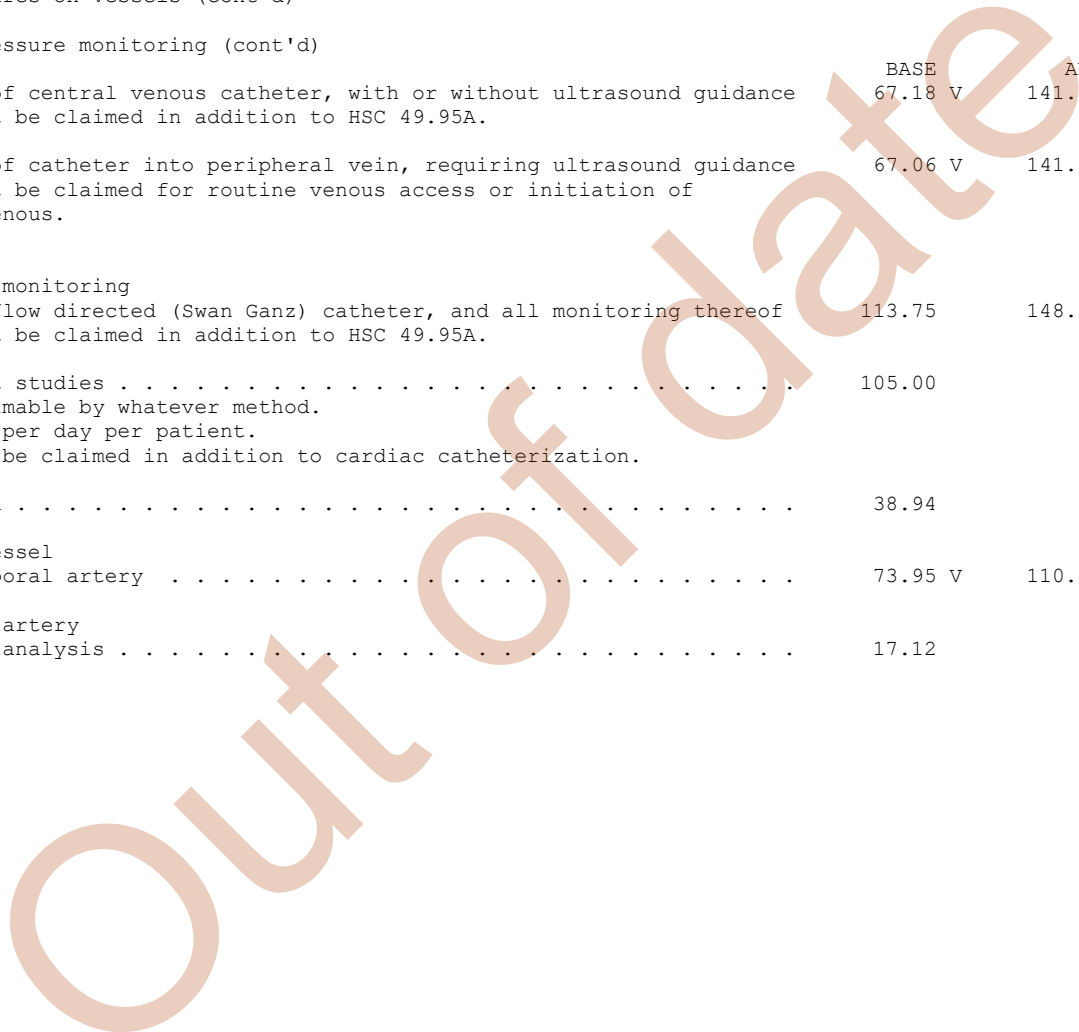 essure monitoring (cont'd)
BASE
of central venous catheter, with or without ultrasound guidance 67.18 V 141.
be claimed in addition to HSC 49.95A.
of catheter into peripheral vein, requiring ultrasound guidance 67.06 V 141.
be claimed for routine venous access or initiation of
enous.
monitoring
flow directed (Swan Ganz) catheter, and all monitoring thereof 113.75 148.
be claimed in addition to HSC 49.95A.
studies . . . . . . . . . . . . . . . . . . . . . . . . . . . 105.00
mable by whatever method.
per day per patient.
be claimed in addition to cardiac catheterization.
. . . . . . . . . . . . . . . . . . . . . . . . . . . . . . . 38.94
essel
oral artery . . . . . . . . . . . . . . . . . . . . . . . . . 73.95 V 110.
artery
analysis . . . . . . . . . . . . . . . . . . . . . . . . . . . 17.12
Out of date